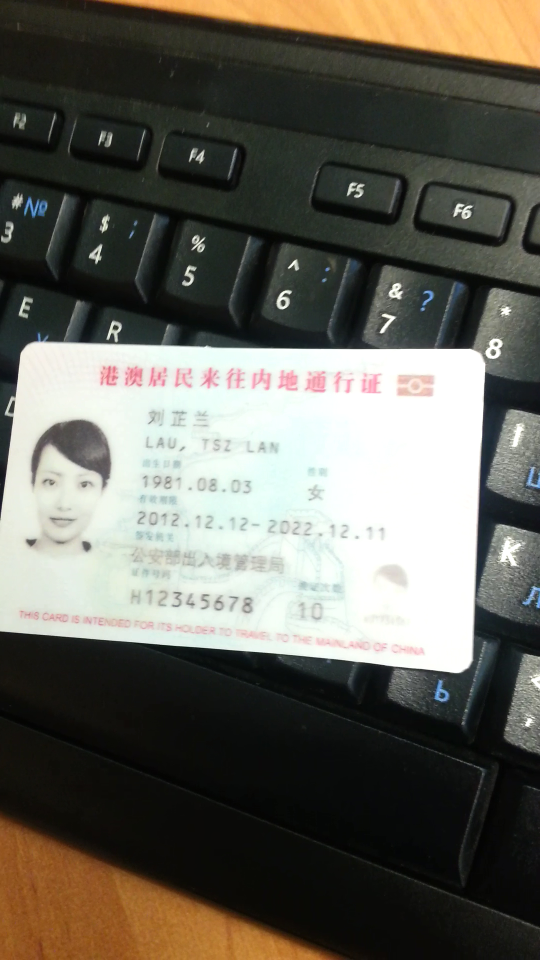 F2 F3 F4 F5 F6
# №
3
$ ;
4
%
5
^ :
6
& ?
7
*
8
E
R
港澳居民来往内地通行证
刘芷兰
LAU, TSZ LAN
出生日期 性别
1981.08.03 女
有效期限
2012.12.12-2022.12.11
签发机关
公安部出入境管理局
证件号码 换证次数
H12345678 10
THIS CARD IS INTENDED FOR ITS HOLDER TO TRAVEL TO THE MAINLAND OF CHINA
K
Ь